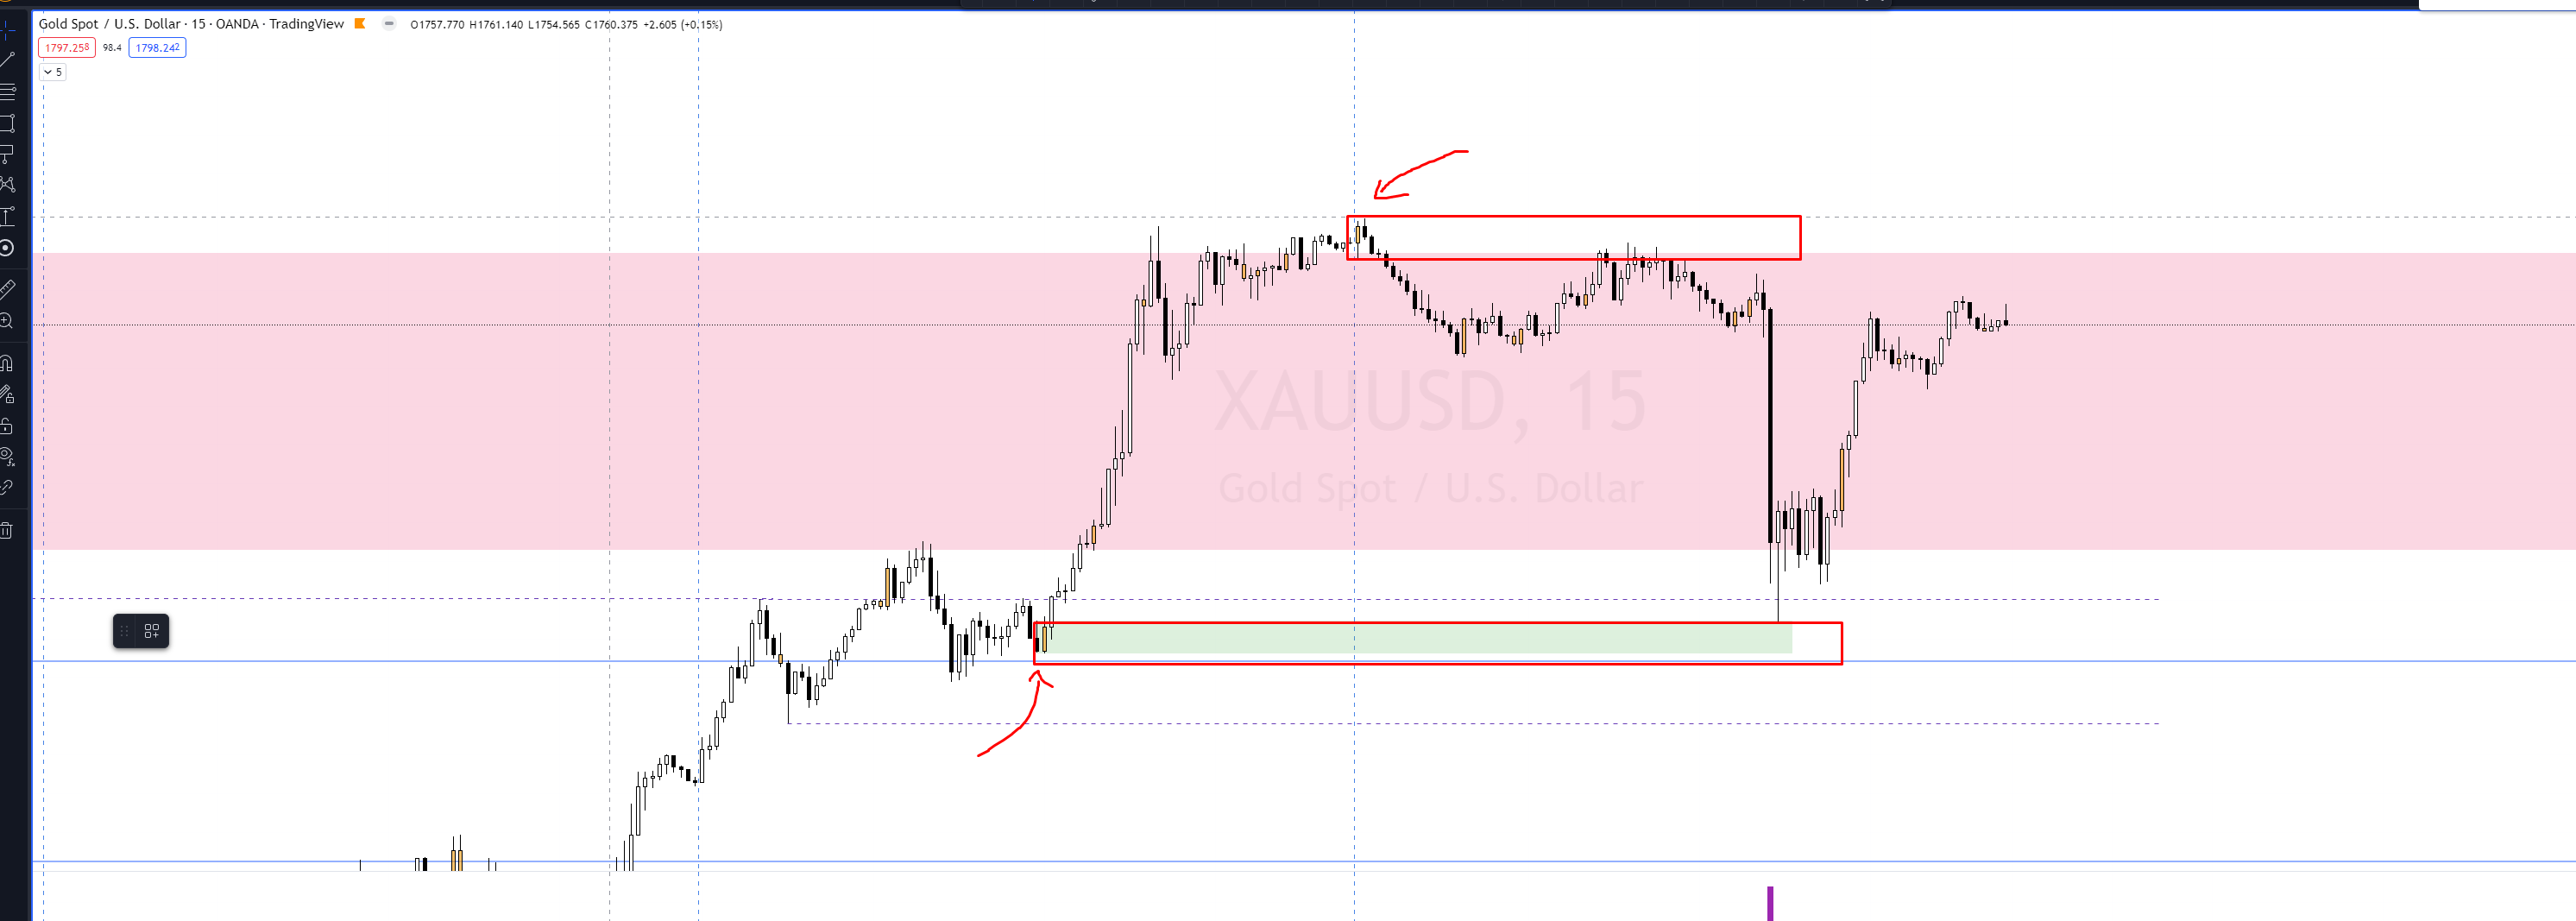 Gold Spot / U.S. Dollar · 15 · OANDA · TradingView O1757.770 H1761.140 L1754.565 C1760.375 +2.605 (+0.15%)
1797.258 98.4 1798.242
5
XAUUSD, 15
Gold Spot / U.S. Dollar